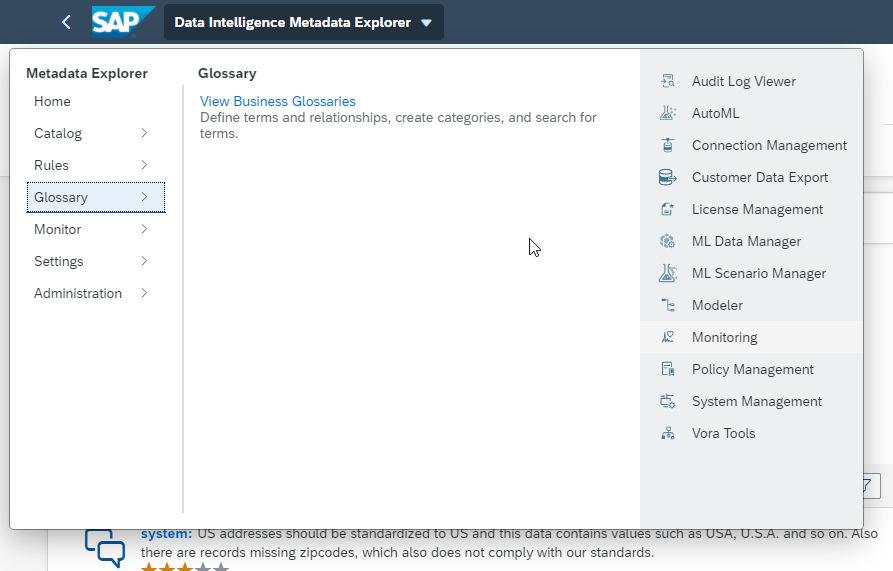 SAP
Data Intelligence Metadata Explorer
Metadata Explorer
Home
Catalog
Rules
Glossary
Monitor
Settings
Administration
Glossary
View Business Glossaries
Define terms and relationships, create categories, and search for
terms.
Audit Log Viewer
AutoML
Connection Management
Customer Data Export
License Management
ML Data Manager
ML Scenario Manager
Modeler
Monitoring
Policy Management
System Management
Vora Tools
system: US addresses should be standardized to US and this data contains values such as USA, U.S.A. and so on. Also
there are records missing zipcodes, which also does not comply with our standards.